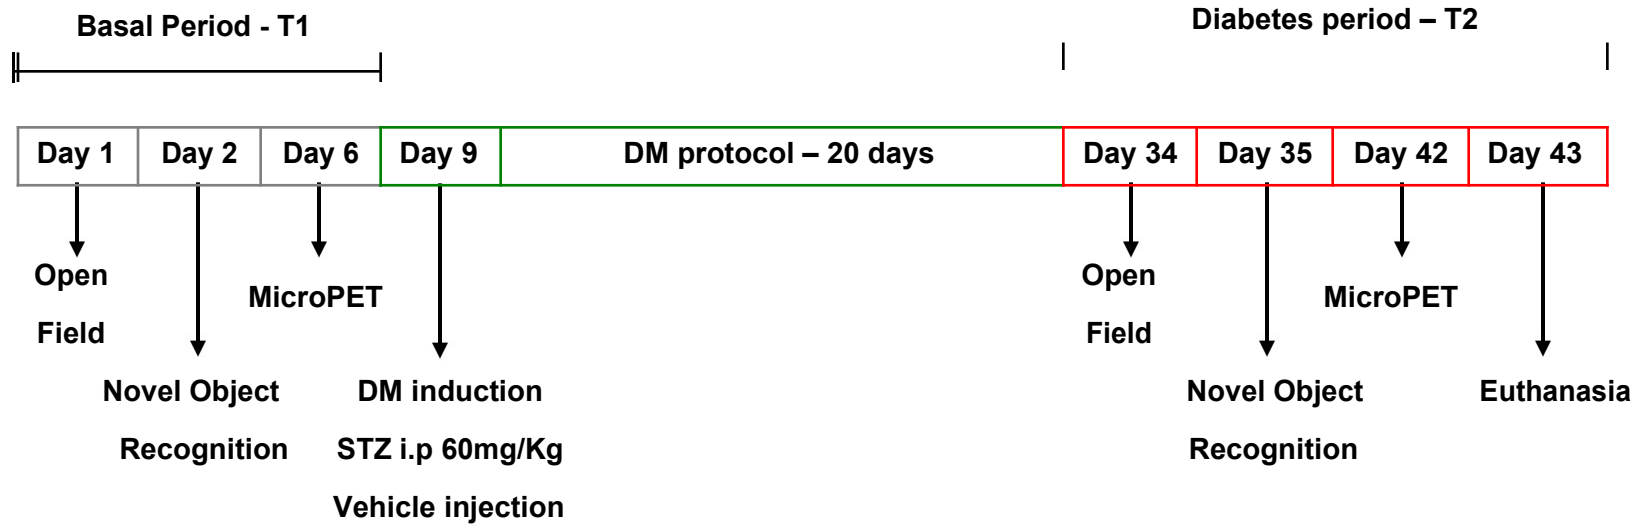 Basal Period - T1
Diabetes period – T2
Day 1
Day 2
Day 6
Day 9
DM protocol – 20 days
Day 34
Day 35
Day 42
Day 43
Open
Field
Novel Object
Recognition
MicroPET
DM induction
STZ i.p 60mg/Kg
Vehicle injection
Open
Field
Novel Object
Recognition
MicroPET
Euthanasia